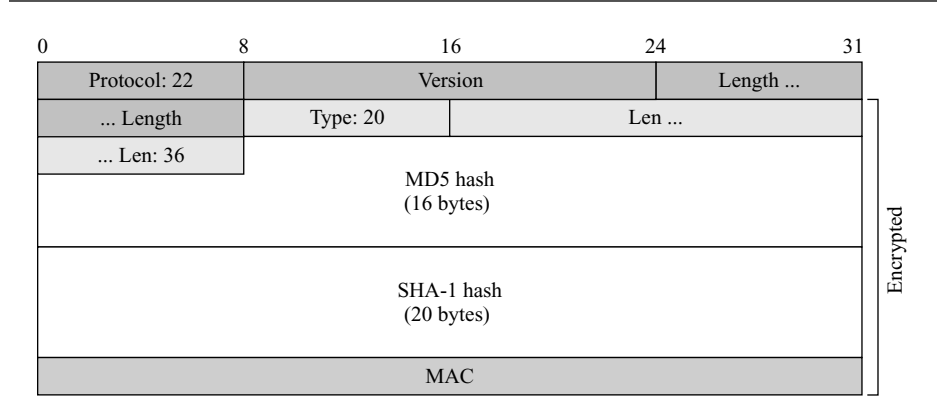 0 8 16 24 31
Protocol: 22 Version Length ...
... Length Type: 20 Len ...
... Len: 36
MD5 hash
(16 bytes)
SHA-1 hash
(20 bytes)
MAC
Encrypted